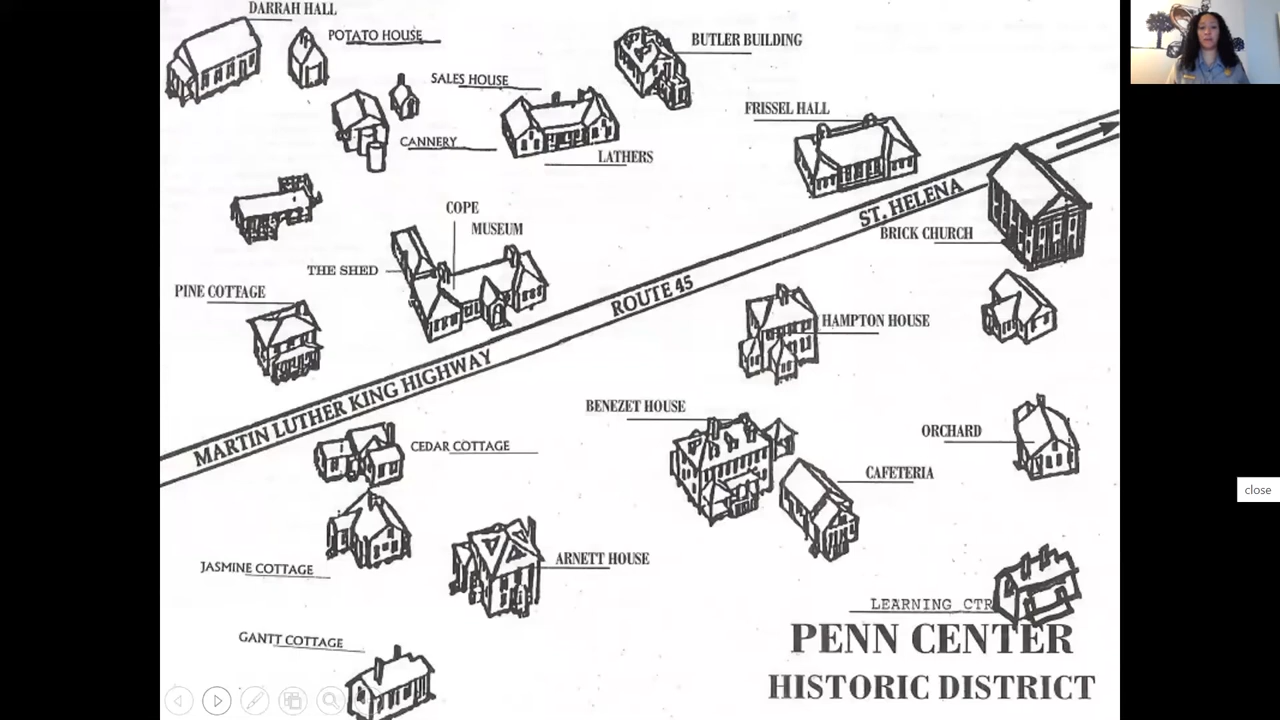 DARRAH HALL
POTATO HOUSE
BUTLER BUILDING
SALES HOUSE
FRISSEL HALL
CANNERY
LATHERS
ST. HELENA
BRICK CHURCH
COPE
MUSEUM
THE SHED
PINE COTTAGE
ROUTE 45
HAMPTON HOUSE
MARTIN LUTHER KING HIGHWAY
BENEZET HOUSE
ORCHARD
CEDAR COTTAGE
CAFETERIA
close
ARNETT HOUSE
JASMINE COTTAGE
LEARNING CTR
GANTT COTTAGE
PENN CENTER
HISTORIC DISTRICT